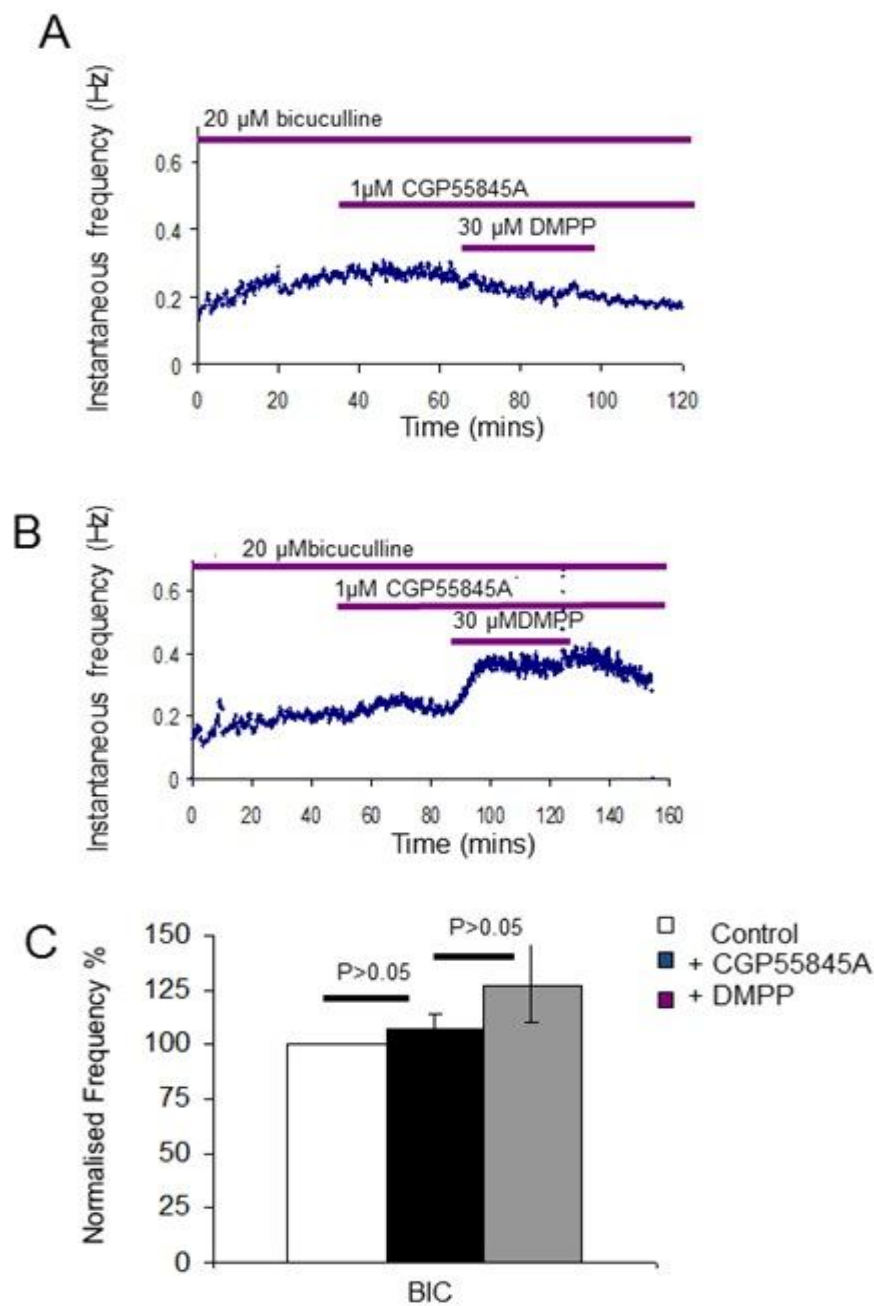 A
Instantaneous frequency (Hz)
20 µM bicuculline
0.6
1µM CGP55845A
0.4
30 µM DMPP
0.2
0
0 20 40 60 80 100 120
Time (mins)
B
Instantaneous frequency (Hz)
20 µMbicuculline
0.6
1µM CGP55845A
30 µMDMPP
0.4
0.2
0
0 20 40 60 80 100 120 140 160
Time (mins)
C
Normalised Frequency %
150
P>0.05
P>0.05
125
100
75
50
25
0
BIC
Control
+ CGP55845A
+ DMPP